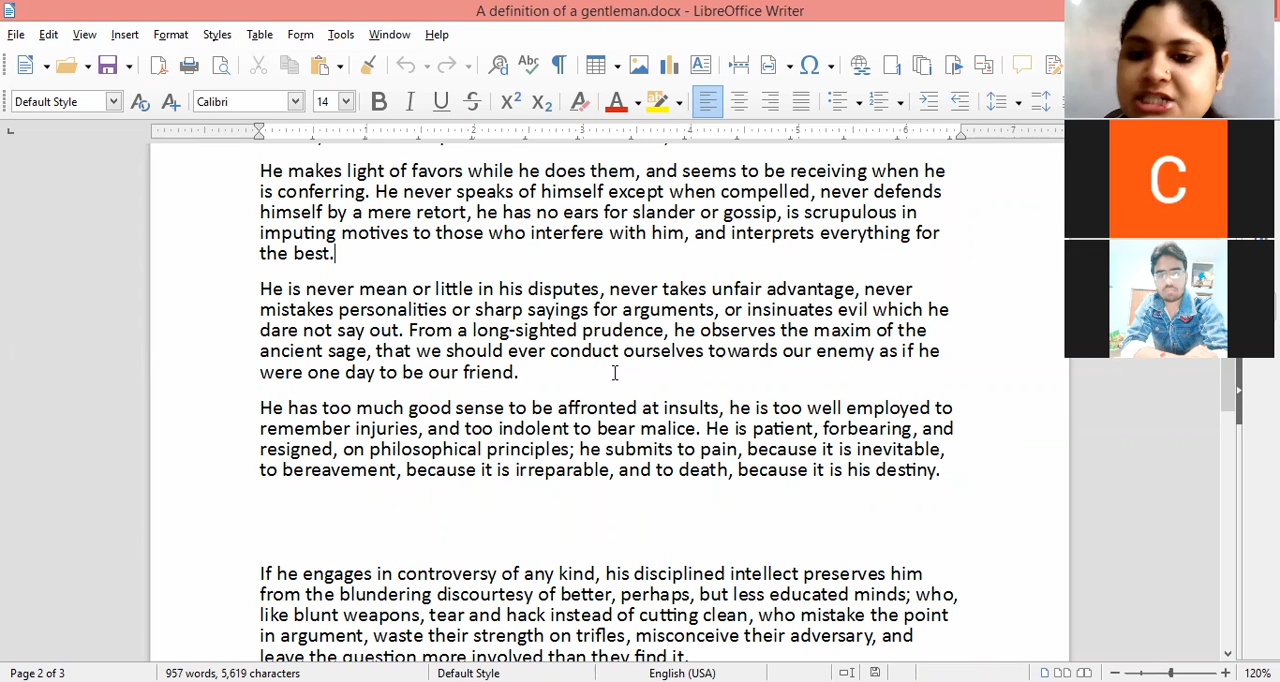 A definition of a gentleman.docx - LibreOffice Writer
File Edit View Insert Format Styles Table Form Tools Window Help
Default Style Calibri 14
1 2 3 4 5 6 7
He makes light of favors while he does them, and seems to be receiving when he
is conferring. He never speaks of himself except when compelled, never defends
himself by a mere retort, he has no ears for slander or gossip, is scrupulous in
imputing motives to those who interfere with him, and interprets everything for
the best.
He is never mean or little in his disputes, never takes unfair advantage, never
mistakes personalities or sharp sayings for arguments, or insinuates evil which he
dare not say out. From a long-sighted prudence, he observes the maxim of the
ancient sage, that we should ever conduct ourselves towards our enemy as if he
were one day to be our friend.
He has too much good sense to be affronted at insults, he is too well employed to
remember injuries, and too indolent to bear malice. He is patient, forbearing, and
resigned, on philosophical principles; he submits to pain, because it is inevitable,
to bereavement, because it is irreparable, and to death, because it is his destiny.
If he engages in controversy of any kind, his disciplined intellect preserves him
from the blundering discourtesy of better, perhaps, but less educated minds; who,
like blunt weapons, tear and hack instead of cutting clean, who mistake the point
in argument, waste their strength on trifles, misconceive their adversary, and
leave the question more involved than they find it.
C
Page 2 of 3 957 words, 5,619 characters Default Style English (USA) 120%